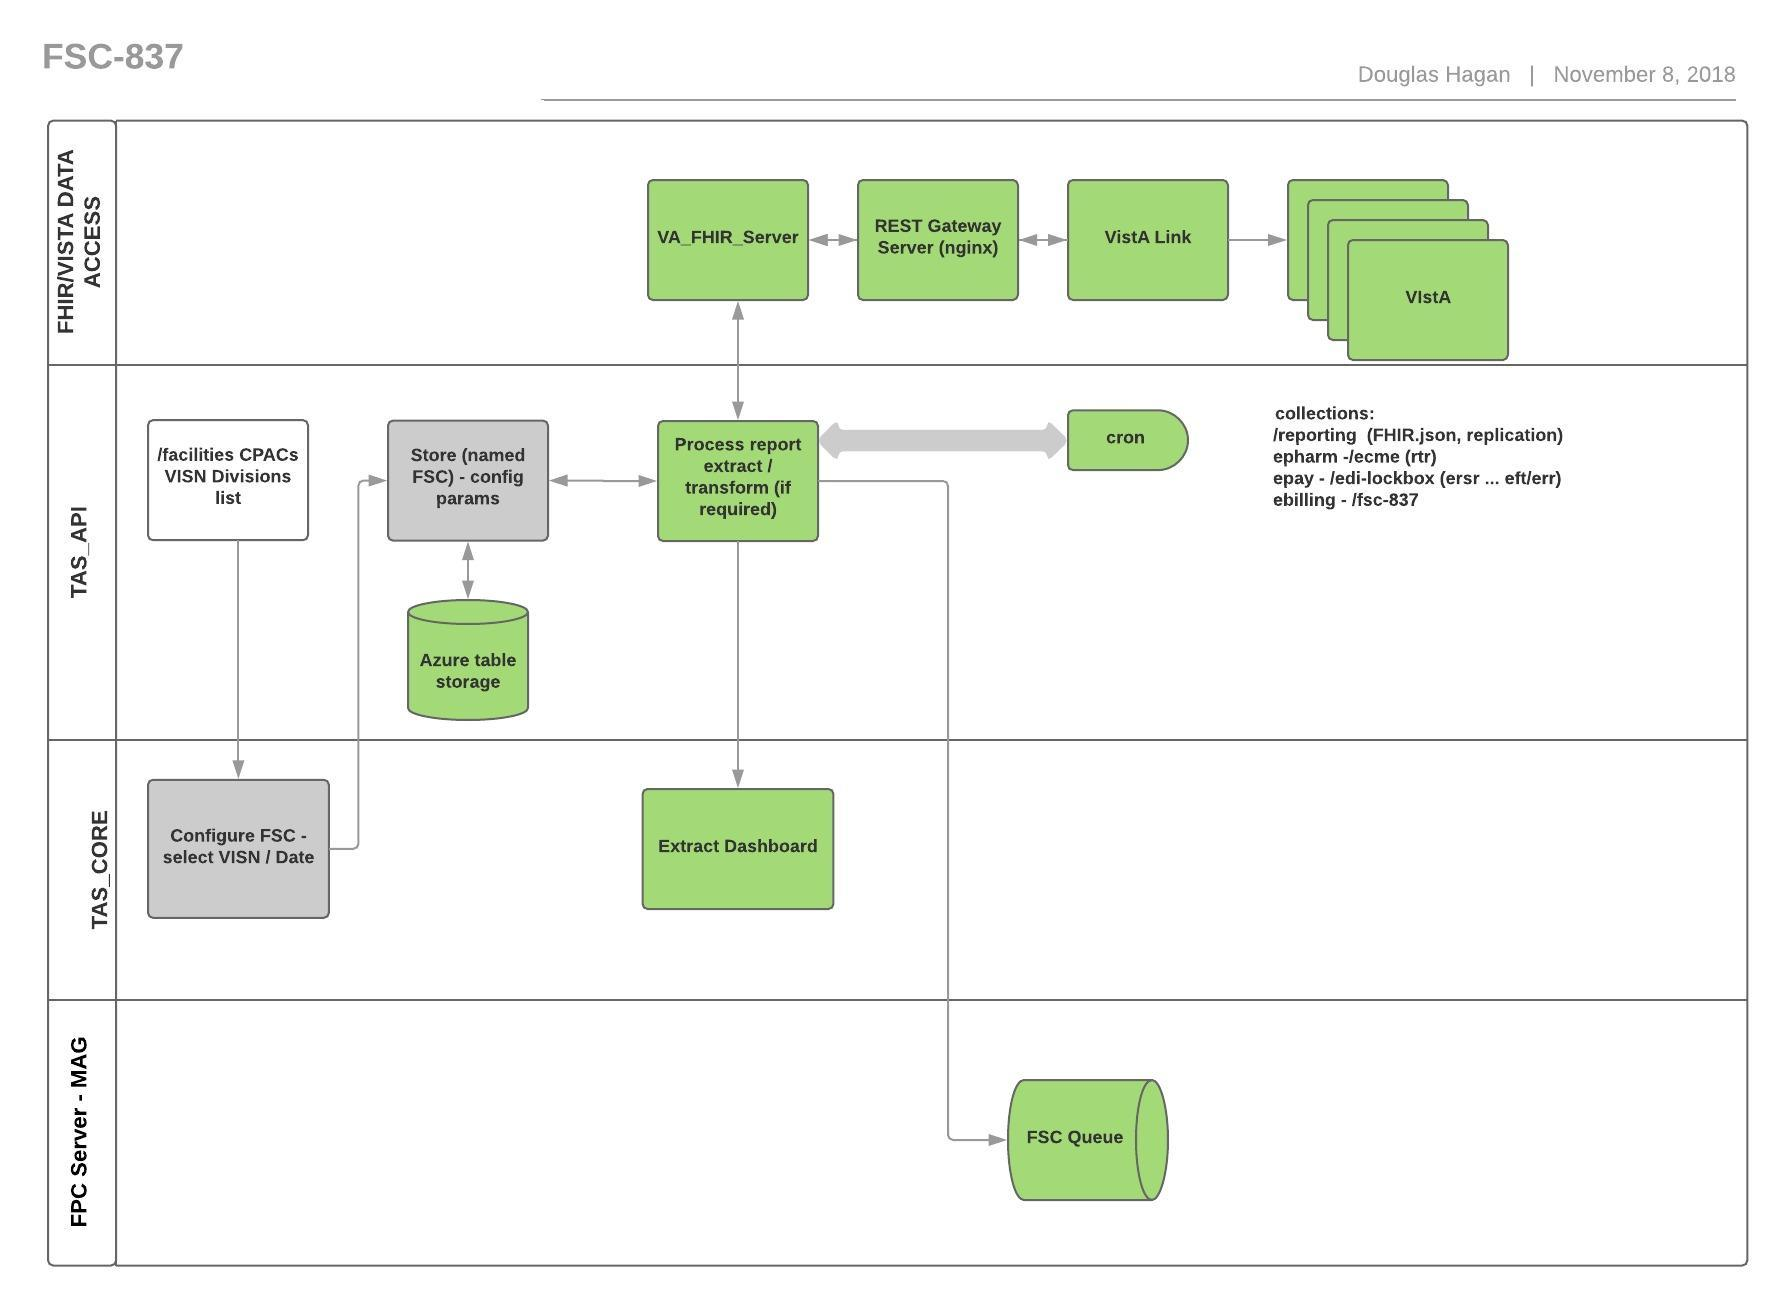 FSC-837
Douglas Hagan | November 8, 2018
FHIR/VISTA DATA
ACCESS
VA_FHIR_Server
REST Gateway
Server (nginx)
VistA Link
VIstA
TAS_API
/facilities CPACs
VISN Divisions
list
Store (named
FSC) - config
params
Process report
extract /
transform (if
required)
cron
collections:
/reporting  (FHIR.json, replication)
epharm -/ecme (rtr)
epay - /edi-lockbox (ersr ... eft/err)
ebilling - /fsc-837
Azure table
storage
TAS_CORE
Configure FSC -
select VISN / Date
Extract Dashboard
FPC Server - MAG
FSC Queue